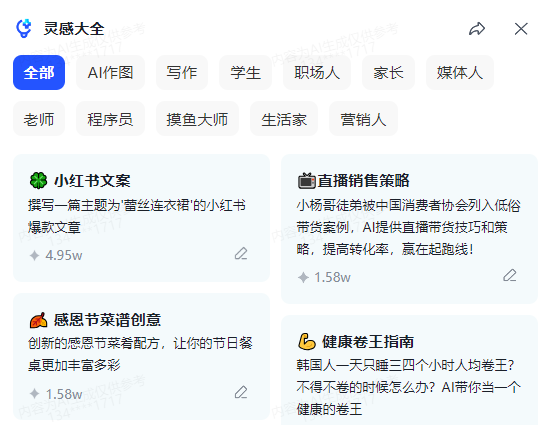 灵感大全
全部 AI作图 写作 学生 职场人 家长 媒体人
老师 程序员 摸鱼大师 生活家 营销人
小红书文案
撰写一篇主题为'蕾丝连衣裙'的小红书
爆款文章
4.95w
直播销售策略
小杨哥徒弟被中国消费者协会列入低俗
带货案例，AI提供直播带货技巧和策
略，提高转化率，赢在起跑线！
1.58w
感恩节菜谱创意
创新的感恩节菜肴配方，让你的节日餐
桌更加丰富多彩
1.58w
健康卷王指南
韩国人一天只睡三四个小时人均卷王？
不得不卷的时候怎么办？AI带你当一个
健康的卷王